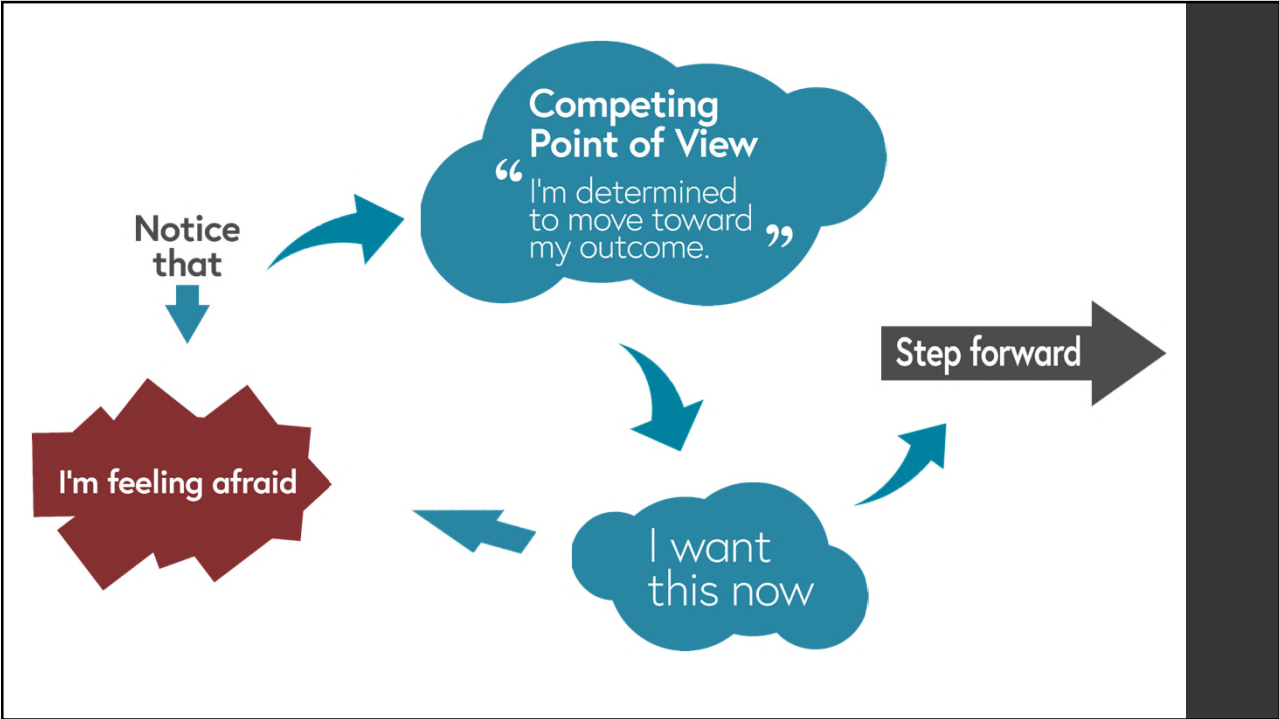 Notice
that
I'm feeling afraid
Competing
Point of View
“ I'm determined
to move toward
my outcome. ”
I want
this now
Step forward